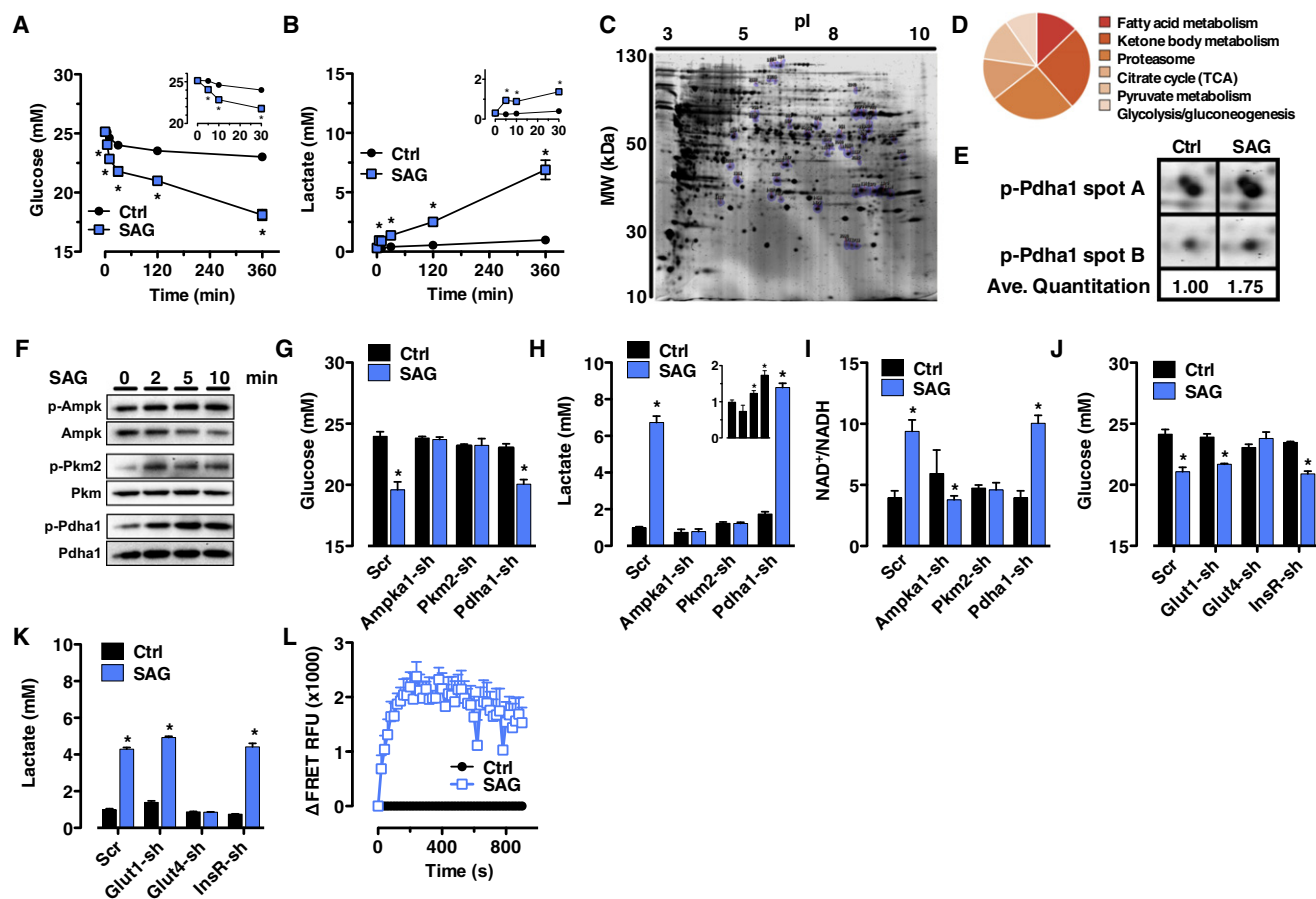 A
Glucose (mM)
30
25
20
15
25
20
0 10 20 30
*
*
*
*
*
*
*
*
*
Ctrl
SAG
0 120 240 360
Time (min)
B
Lactate (mM)
15
10
5
0
2
1
0
0 10 20 30
*
*
*
*
*
*
*
Ctrl
SAG
0 120 240 360
Time (min)
C
pI
3 5 8 10
MW (kDa)
130
50
30
10
D
Fatty acid metabolism
Ketone body metabolism
Proteasome
Citrate cycle (TCA)
Pyruvate metabolism
Glycolysis/gluconeogenesis
E
Ctrl SAG
p-Pdha1 spot A
p-Pdha1 spot B
Ave. Quantitation 1.00 1.75
F
SAG 0 2 5 10 min
p-Ampk
Ampk
p-Pkm2
Pkm
p-Pdha1
Pdha1
G
Ctrl
SAG
Glucose (mM)
30
25
20
15
*
*
Scr
Ampka1-sh
Pkm2-sh
Pdha1-sh
H
Ctrl
SAG
Lactate (mM)
10
8
6
4
2
0
2
1
0
*
*
*
*
Scr
Ampka1-sh
Pkm2-sh
Pdha1-sh
I
Ctrl
SAG
NAD+/NADH
15
10
5
0
*
*
*
Scr
Ampka1-sh
Pkm2-sh
Pdha1-sh
J
Ctrl
SAG
Glucose (mM)
30
25
20
15
*
*
*
Scr
Glut1-sh
Glut4-sh
InsR-sh
K
Ctrl
SAG
Lactate (mM)
10
8
6
4
2
0
*
*
*
Scr
Glut1-sh
Glut4-sh
InsR-sh
L
ΔFRET RFU (x1000)
3
2
1
0
Ctrl
SAG
0 400 800
Time (s)